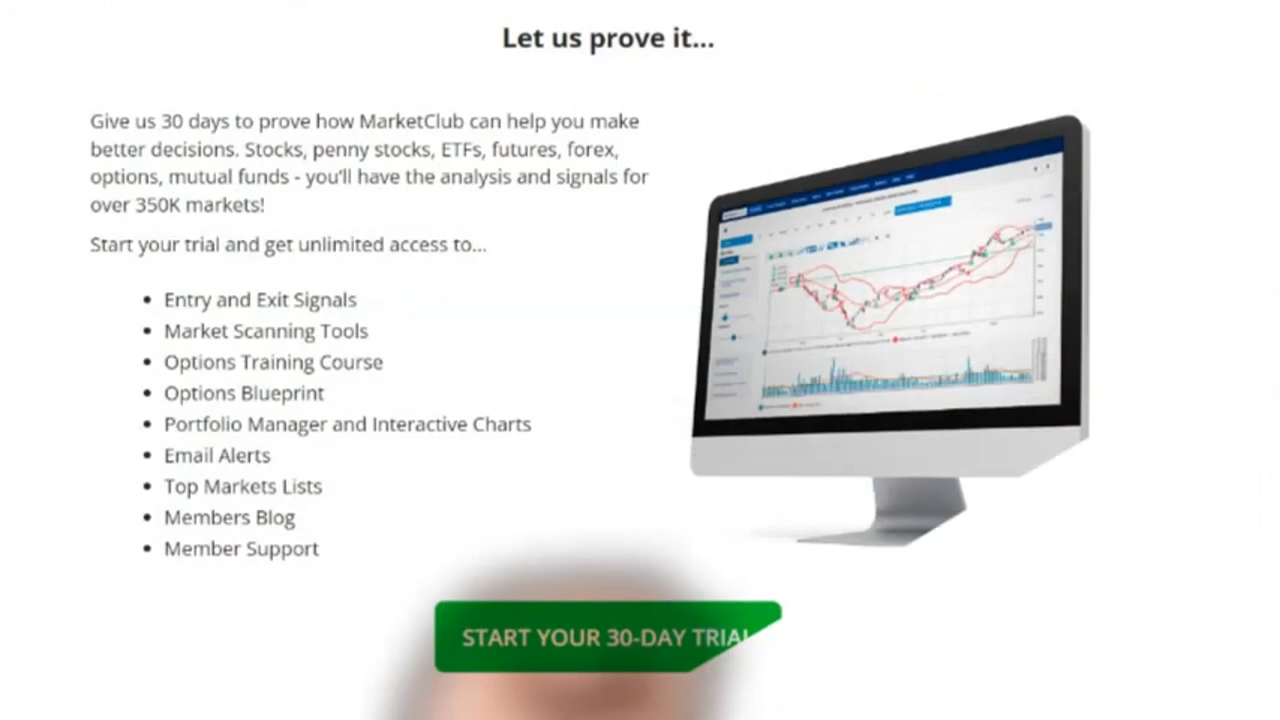 Let us prove it...
Give us 30 days to prove how MarketClub can help you make
better decisions. Stocks, penny stocks, ETFs, futures, forex,
options, mutual funds - you'll have the analysis and signals for
over 350K markets!
Start your trial and get unlimited access to...
• Entry and Exit Signals
• Market Scanning Tools
• Options Training Course
• Options Blueprint
• Portfolio Manager and Interactive Charts
• Email Alerts
• Top Markets Lists
• Members Blog
• Member Support
START YOUR 30-DAY TRIAL